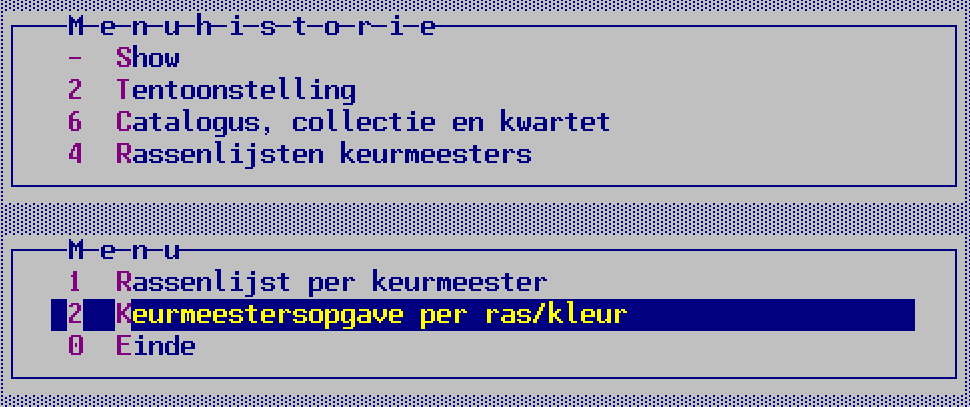 M-e-n-u-h-i-s-t-o-r-i-e
- Show
2 Tentoonstelling
6 Catalogus, collectie en kwartet
4 Rassenlijsten keurmeesters
M-e-n-u
1 Rassenlijst per keurmeester
2 Keurmeestersopgave per ras/kleur
0 Einde